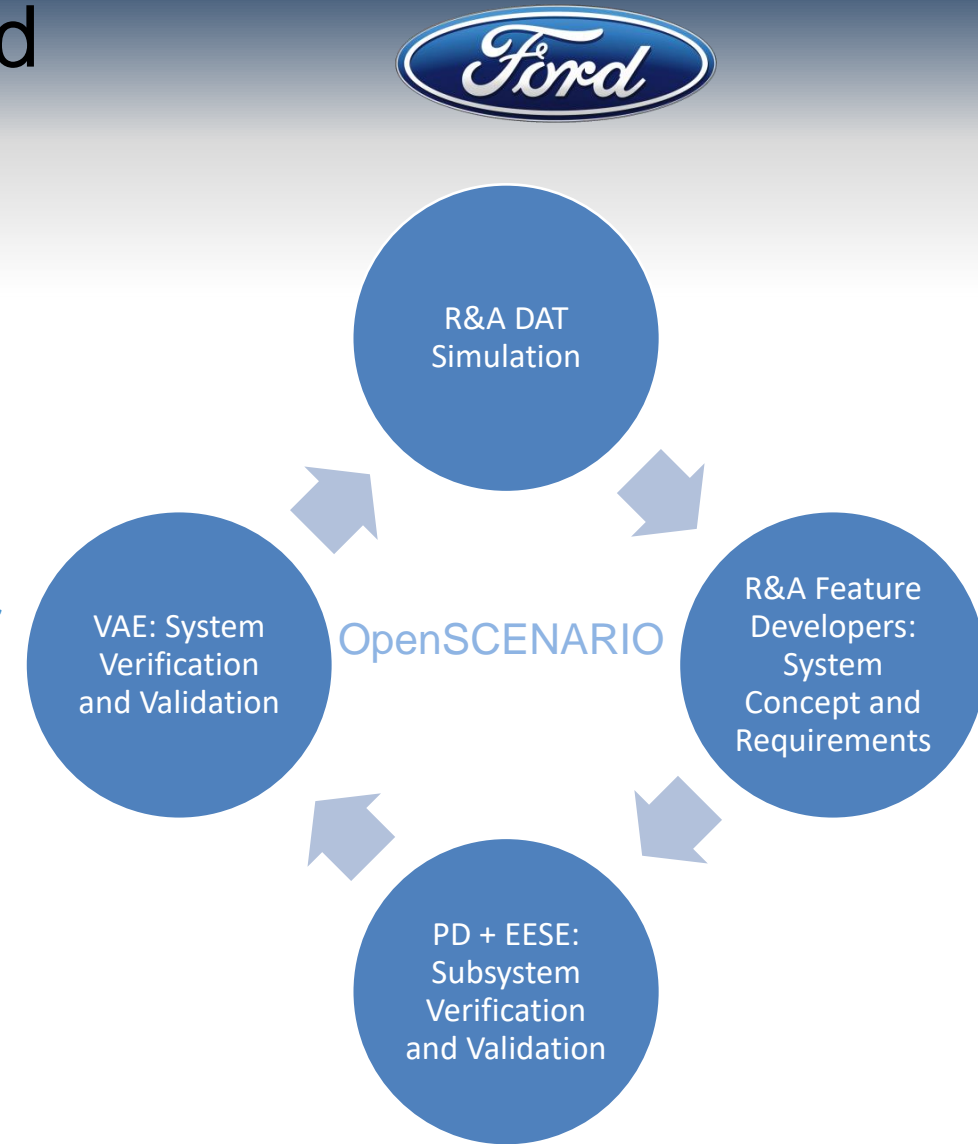 d
Ford
R&A DAT
Simulation
VAE: System
Verification
and Validation
OpenSCENARIO
R&A Feature
Developers:
System
Concept and
Requirements
PD + EESE:
Subsystem
Verification
and Validation